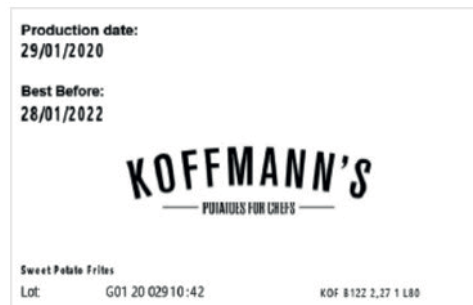 Production date:
29/01/2020
Best Before:
28/01/2022
KOFFMANN'S
POTATOES FOR CHEFS
Sweet Potato Frites
Lot: G01 20 029 10:42 KOF 8122 2,27 1 L80